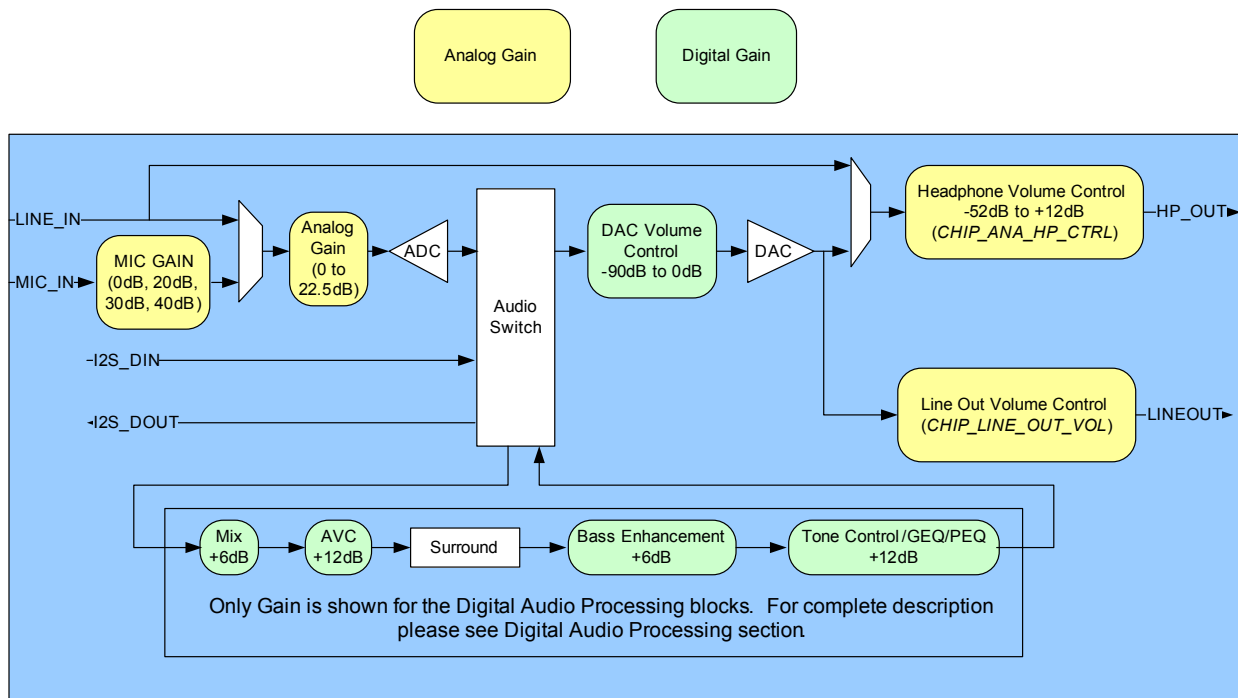 Analog Gain
Digital Gain
LINE_IN
MIC_IN
MIC GAIN
(0dB, 20dB,
30dB, 40dB)
Analog
Gain
(0 to
22.5dB)
ADC
Audio
Switch
DAC Volume
Control
-90dB to 0dB
DAC
Headphone Volume Control
-52dB to +12dB
(CHIP_ANA_HP_CTRL)
HP_OUT
I2S_DIN
I2S_DOUT
Line Out Volume Control
(CHIP_LINE_OUT_VOL)
LINEOUT
Mix
+6dB
AVC
+12dB
Surround
Bass Enhancement
+6dB
Tone Control/GEQ/PEQ
+12dB
Only Gain is shown for the Digital Audio Processing blocks. For complete description
please see Digital Audio Processing section.